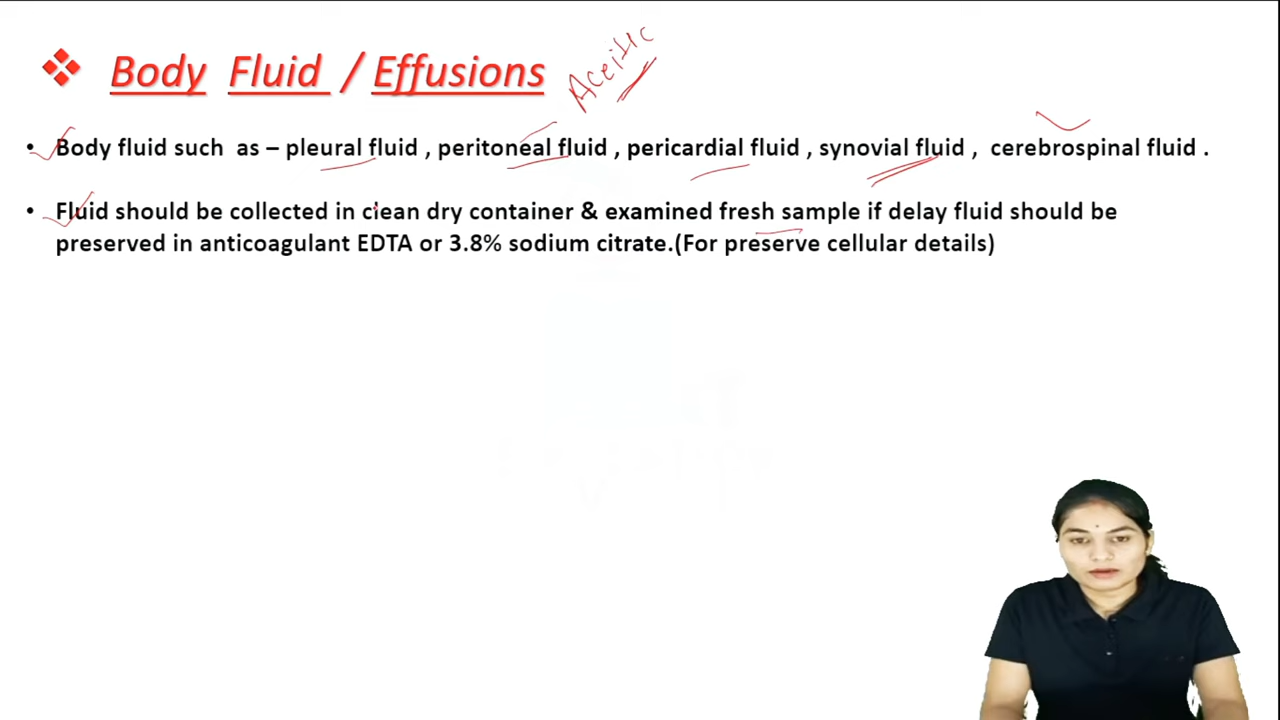 ❖ Body Fluid / Effusions
Aceitic
• Body fluid such as – pleural fluid , peritoneal fluid , pericardial fluid , synovial fluid , cerebrospinal fluid .
• Fluid should be collected in clean dry container & examined fresh sample if delay fluid should be
preserved in anticoagulant EDTA or 3.8% sodium citrate.(For preserve cellular details)